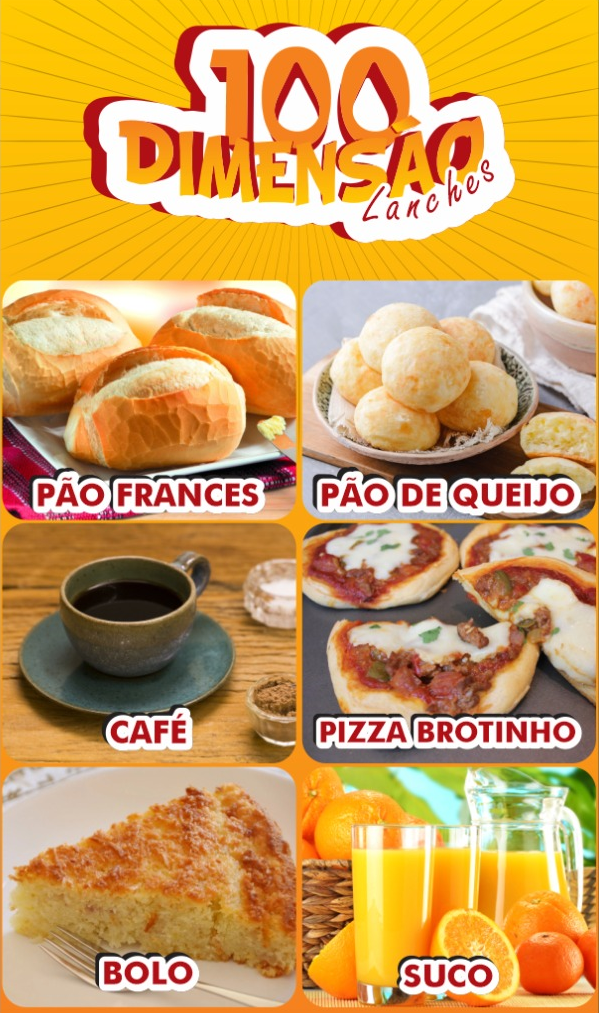 100
DIMENSÃO
Lanches
PÃO FRANCES
PÃO DE QUEIJO
CAFÉ
PIZZA BROTINHO
BOLO
SUCO